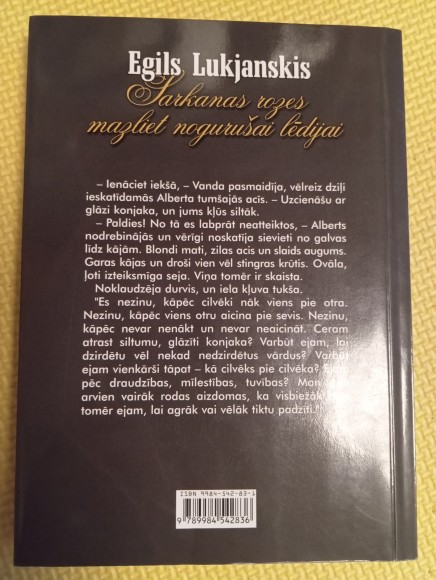 Egils Lukjanskis
Sarkanas rozes
mazliet nogurušai lēdijai
– Ienāciet iekšā, – Vanda pasmaidīja, vēlreiz dziļi
ieskatīdamās Alberta tumšajās acīs. – Uzcienāšu ar
glāzi konjaka, un jums kļūs siltāk.
– Paldies! No tā es labprāt neatteiktos, – Alberts
nodrebinājās un vērīgi noskatīja sievieti no galvas
līdz kājām. Blondi mati, zilas acis un slaids augums.
Garas kājas un droši vien vēl stingras krūtis. Ovāla,
ļoti izteiksmīga seja. Viņa tomēr ir skaista.
Noklaudzēja durvis, un iela kļuva tukša.
"Es nezinu, kāpēc cilvēki nāk viens pie otra.
Nezinu, kāpēc viens otru aicina pie sevis. Nezinu,
kāpēc nevar nenākt un nevar neaicināt. Ceram
atrast siltumu, glāzīti konjaka? Varbūt ejam, lai
dzirdētu vēl nekad nedzirdētus vārdus? Varbūt
ejam vienkārši tāpat – kā cilvēks pie cilvēka? Ejam
pēc draudzības, mīlestības, tuvības? Man
arvien vairāk rodas aizdomas, ka visbiežāk
tomēr ejam, lai agrāk vai vēlāk tiktu padzīti."
ISBN 9984-542-83-1
9 789984 542836